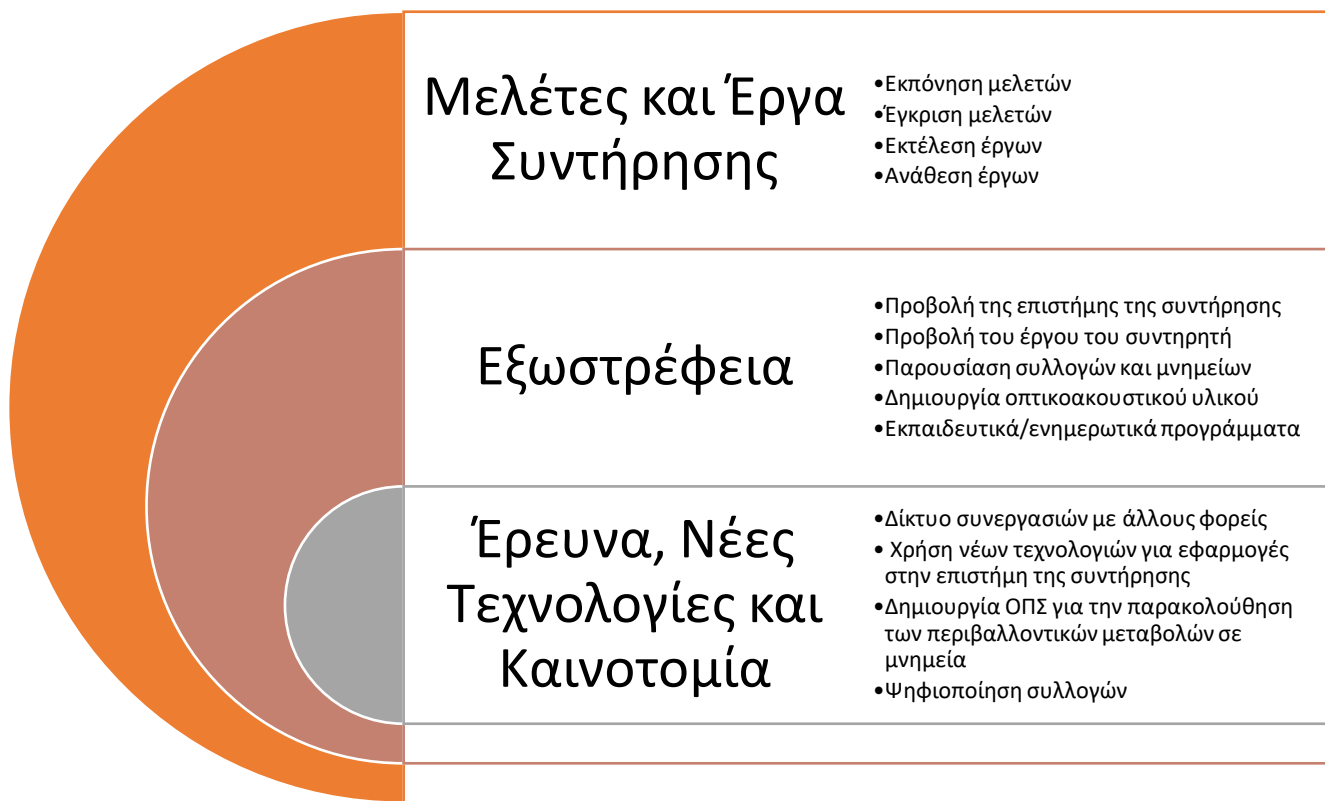 Μελέτες και Έργα
Συντήρησης
•Εκπόνηση μελετών
•Έγκριση μελετών
•Εκτέλεση έργων
•Ανάθεση έργων
Εξωστρέφεια
•Προβολή της επιστήμης της συντήρησης
•Προβολή του έργου του συντηρητή
•Παρουσίαση συλλογών και μνημείων
•Δημιουργία οπτικοακουστικού υλικού
•Εκπαιδευτικά/ενημερωτικά προγράμματα
Έρευνα, Νέες
Τεχνολογίες και
Καινοτομία
•Δίκτυο συνεργασιών με άλλους φορείς
• Χρήση νέων τεχνολογιών για εφαρμογές
στην επιστήμη της συντήρησης
•Δημιουργία ΟΠΣ για την παρακολούθηση
των περιβαλλοντικών μεταβολών σε
μνημεία
•Ψηφιοποίηση συλλογών